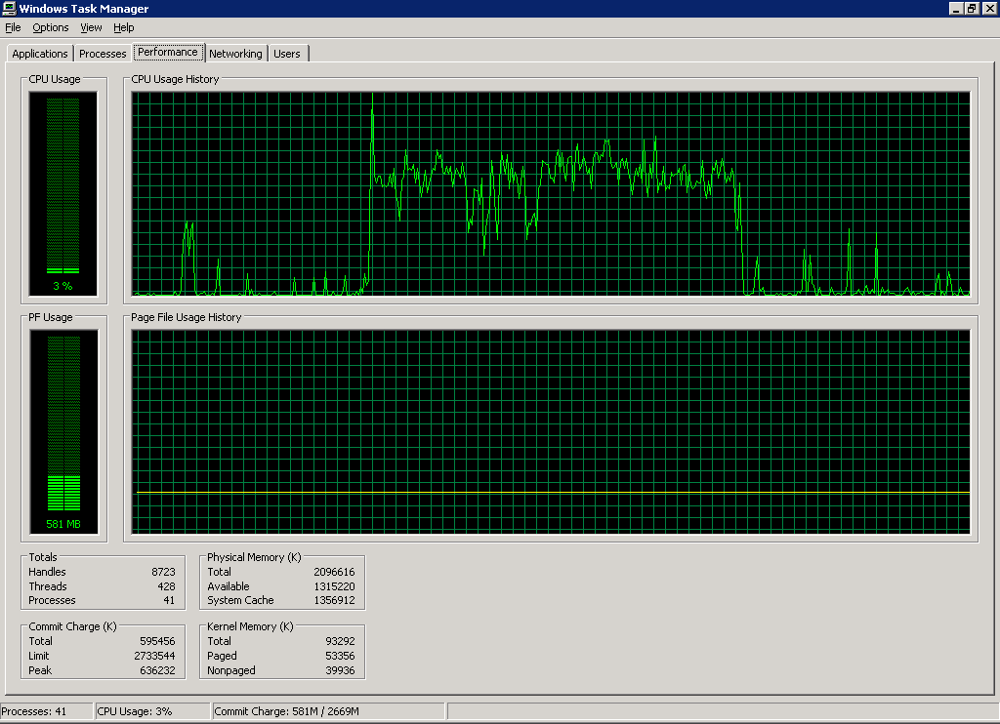 Windows Task Manager
File Options View Help
Applications Processes Performance Networking Users
CPU Usage
3 %
CPU Usage History
PF Usage
581 MB
Page File Usage History
Totals
Handles 8723
Threads 428
Processes 41
Physical Memory (K)
Total 2096616
Available 1315220
System Cache 1356912
Commit Charge (K)
Total 595456
Limit 2733544
Peak 636232
Kernel Memory (K)
Total 93292
Paged 53356
Nonpaged 39936
Processes: 41 CPU Usage: 3% Commit Charge: 581M / 2669M